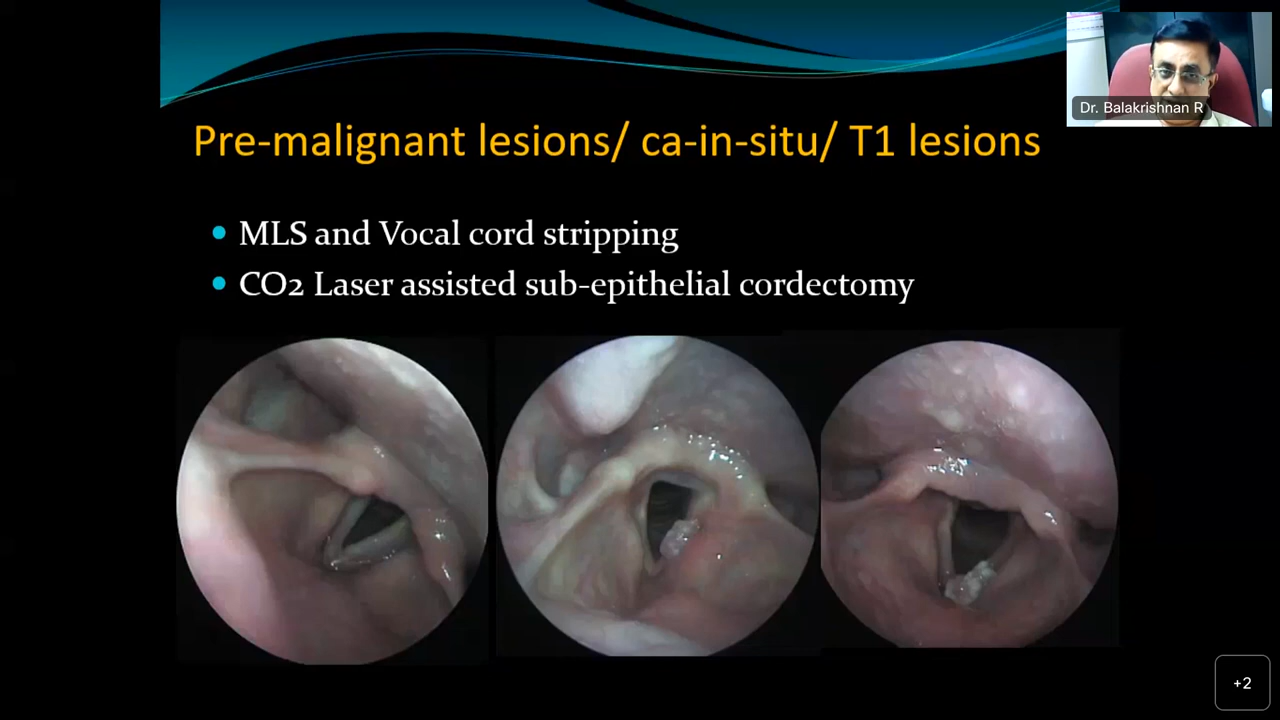 Dr. Balakrishnan R
Pre-malignant lesions/ ca-in-situ/ T1 lesions
MLS and Vocal cord stripping
CO2 Laser assisted sub-epithelial cordectomy
+2